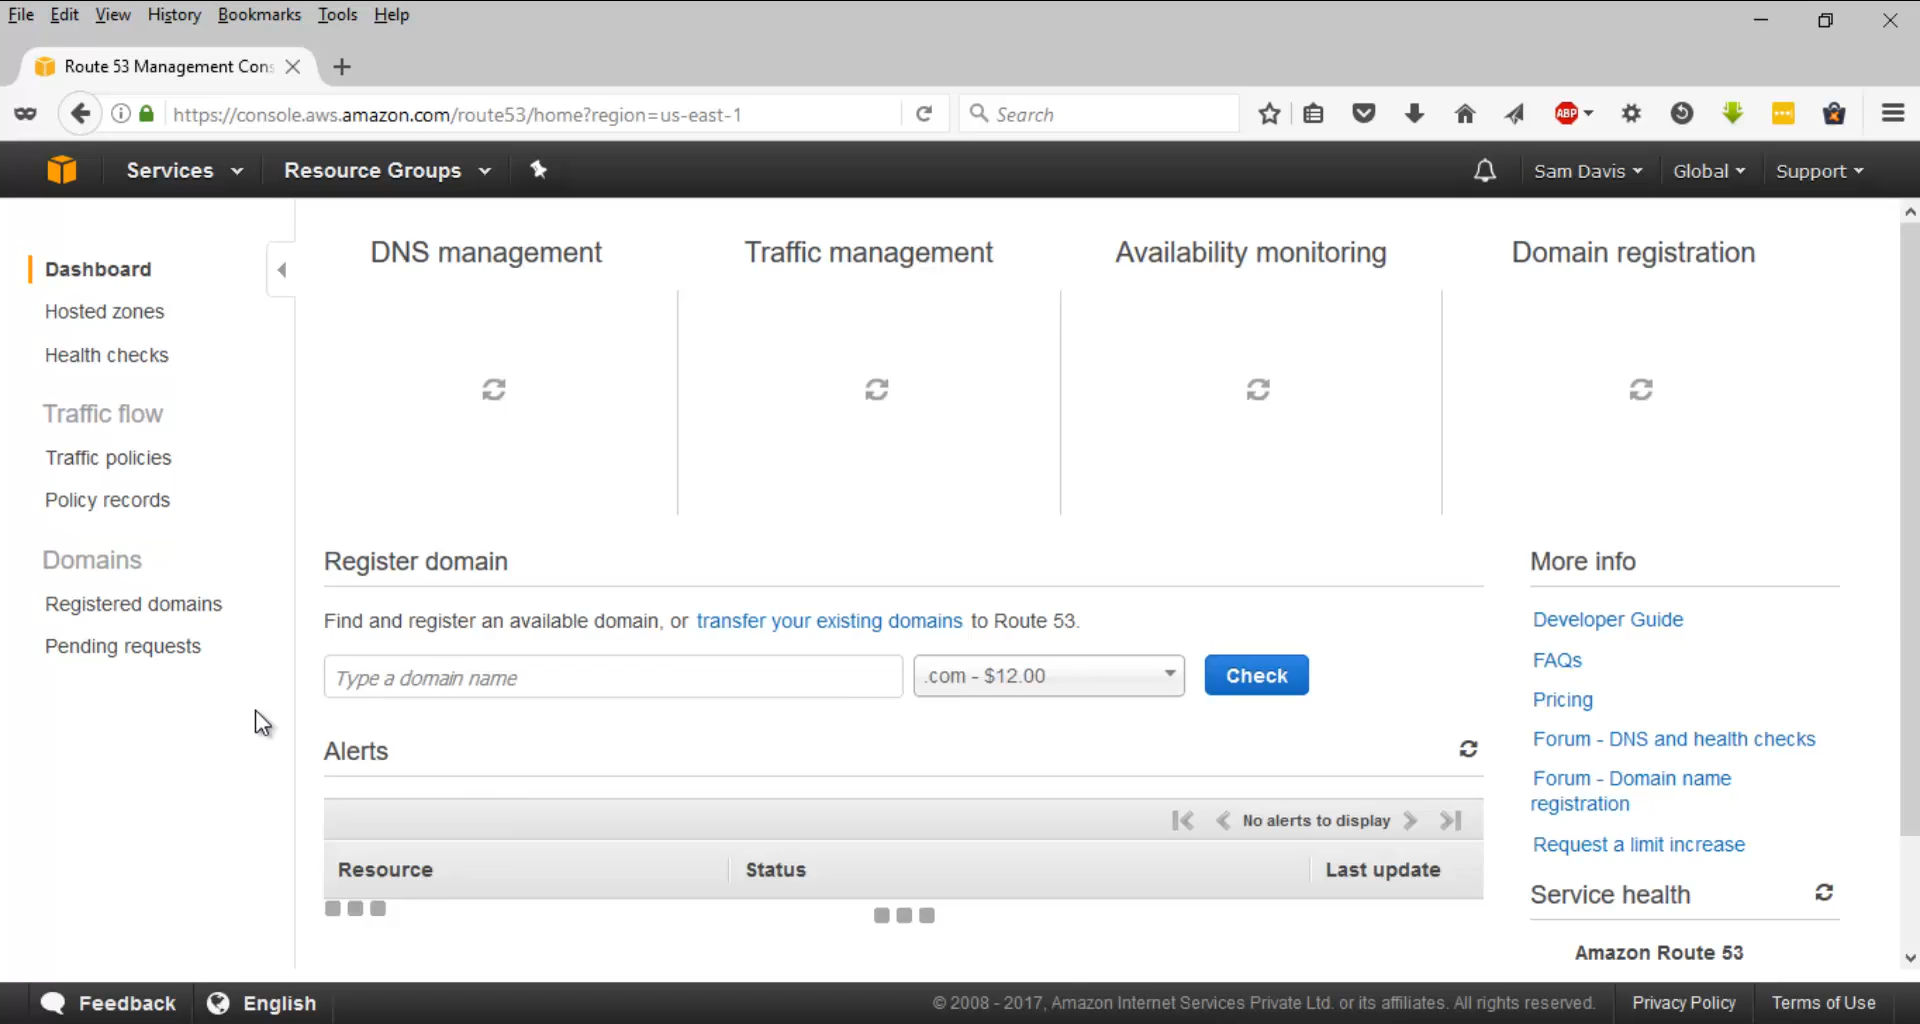 File Edit View History Bookmarks Tools Help
Route 53 Management Cons
https://console.aws.amazon.com/route53/home?region=us-east-1
Search
ABP
Services Resource Groups Sam Davis Global Support
Dashboard
Hosted zones
Health checks
Traffic flow
Traffic policies
Policy records
Domains
Registered domains
Pending requests
DNS management Traffic management Availability monitoring Domain registration
Register domain
Find and register an available domain, or transfer your existing domains to Route 53.
Type a domain name .com - $12.00 Check
Alerts
No alerts to display
Resource Status Last update
More info
Developer Guide
FAQs
Pricing
Forum - DNS and health checks
Forum - Domain name
registration
Request a limit increase
Service health
Amazon Route 53
Feedback English © 2008 - 2017, Amazon Internet Services Private Ltd. or its affiliates. All rights reserved. Privacy Policy Terms of Use